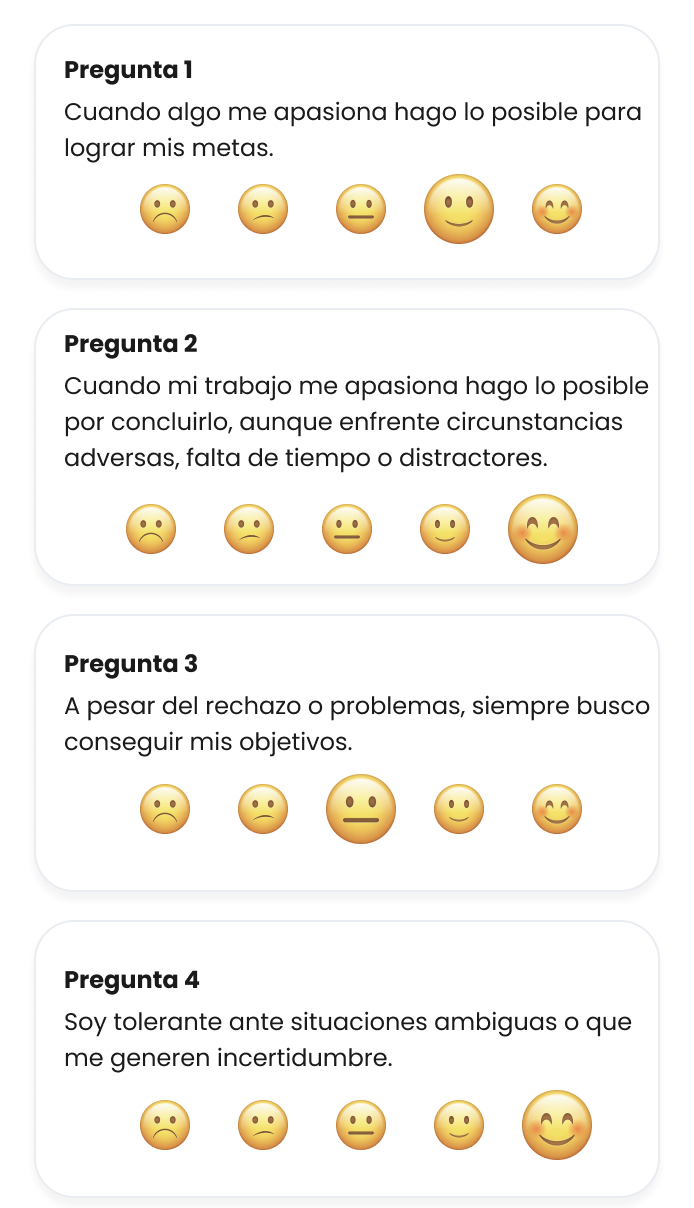 Pregunta 1
Cuando algo me apasiona hago lo posible para
lograr mis metas.
Pregunta 2
Cuando mi trabajo me apasiona hago lo posible
por concluirlo, aunque enfrente circunstancias
adversas, falta de tiempo o distractores.
Pregunta 3
A pesar del rechazo o problemas, siempre busco
conseguir mis objetivos.
Pregunta 4
Soy tolerante ante situaciones ambiguas o que
me generen incertidumbre.